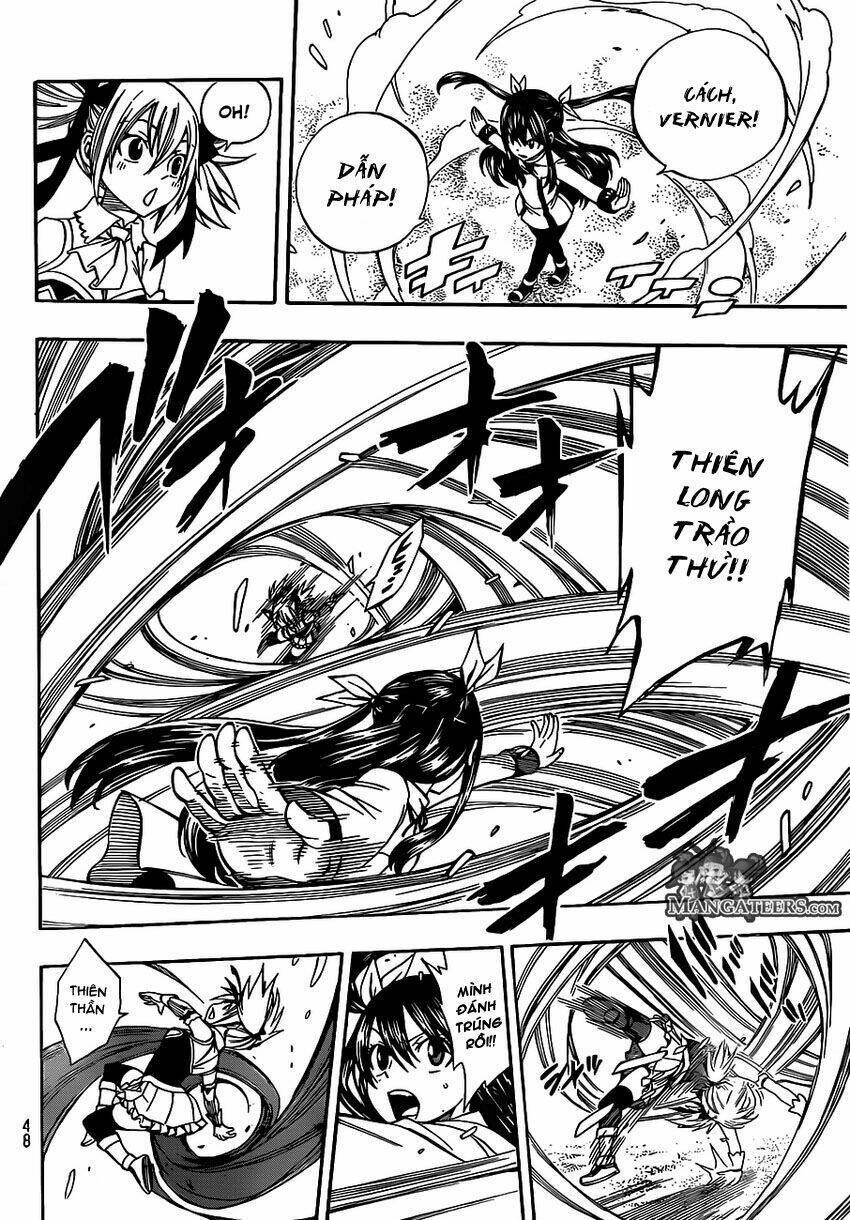 CÁCH,
VERNIER!
DẪN
PHÁP!
OH!
THIÊN
LONG
TRẢO
THỦ!!
MANGATEERS.COM
MÌNH
ĐÁNH
TRÚNG
RỒI!!
THIÊN
THẦN
...
48